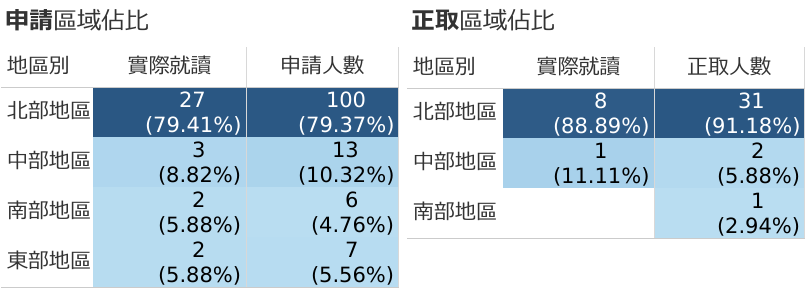 申請區域佔比
地區別 實際就讀 申請人數
北部地區 27 100
(79.41%) (79.37%)
中部地區 3 13
(8.82%) (10.32%)
南部地區 2 6
(5.88%) (4.76%)
東部地區 2 7
(5.88%) (5.56%)
正取區域佔比
地區別 實際就讀 正取人數
北部地區 8 31
(88.89%) (91.18%)
中部地區 1 2
(11.11%) (5.88%)
南部地區 1
(2.94%)